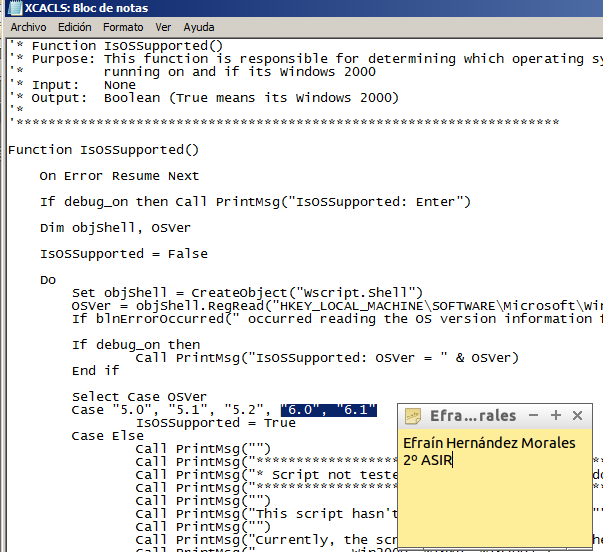 XCACLS: Bloc de notas
Archivo Edición Formato Ver Ayuda
'* Function IsOSSupported()
'* Purpose: This function is responsible for determining which operating sy
'* running on and if its Windows 2000
'* Input: None
'* Output: Boolean (True means its Windows 2000)
'*
'********************************************************************
Function IsOSSupported()
On Error Resume Next
If debug_on then Call PrintMsg("IsOSSupported: Enter")
Dim objShell, OSVer
IsOSSupported = False
Do
Set objShell = CreateObject("Wscript.Shell")
OSVer = objShell.RegRead("HKEY_LOCAL_MACHINE\SOFTWARE\Microsoft\Win
If blnErrorOccurred(" occurred reading the OS version information f
If debug_on then
Call PrintMsg("IsOSSupported: OSVer = " & OSVer)
End if
Select Case OSVer
Case "5.0", "5.1", "5.2", "6.0", "6.1"
IsOSSupported = True
Case Else
Call PrintMsg("")
Call PrintMsg("******************
Call PrintMsg("* Script not teste
Call PrintMsg("******************
Call PrintMsg("")
Call PrintMsg("This script hasn't
Call PrintMsg("")
Call PrintMsg("Currently, the scr
Efra...rales
Efraín Hernández Morales
2º ASIR